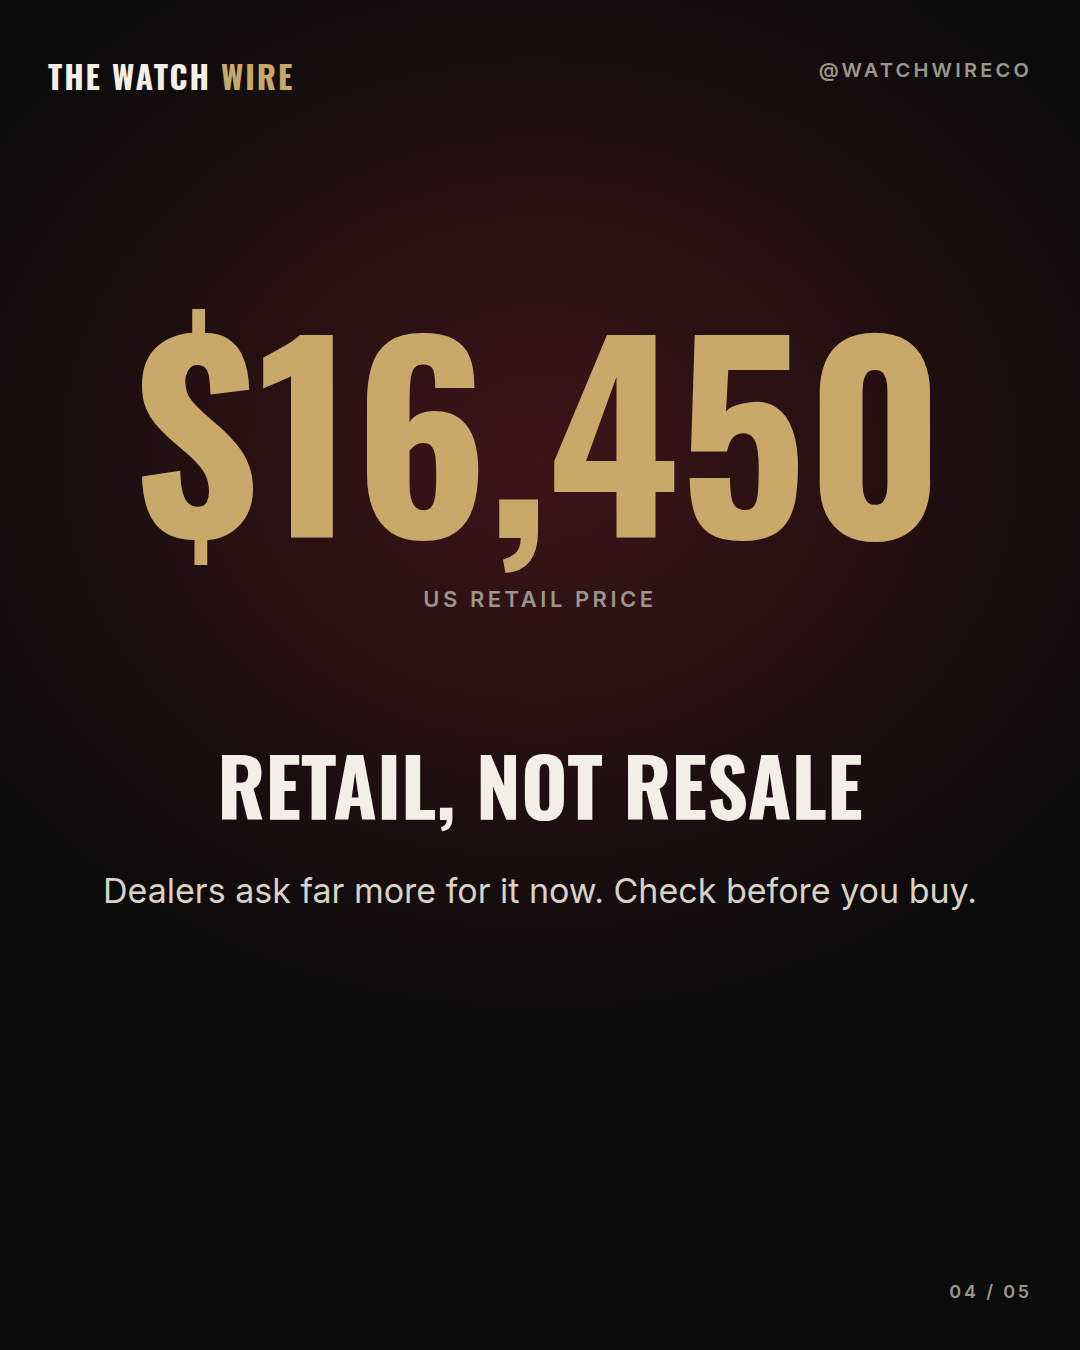 THE WATCH WIRE
@WATCHWIRECO
$16,450
US RETAIL PRICE
RETAIL, NOT RESALE
Dealers ask far more for it now. Check before you buy.
04 / 05